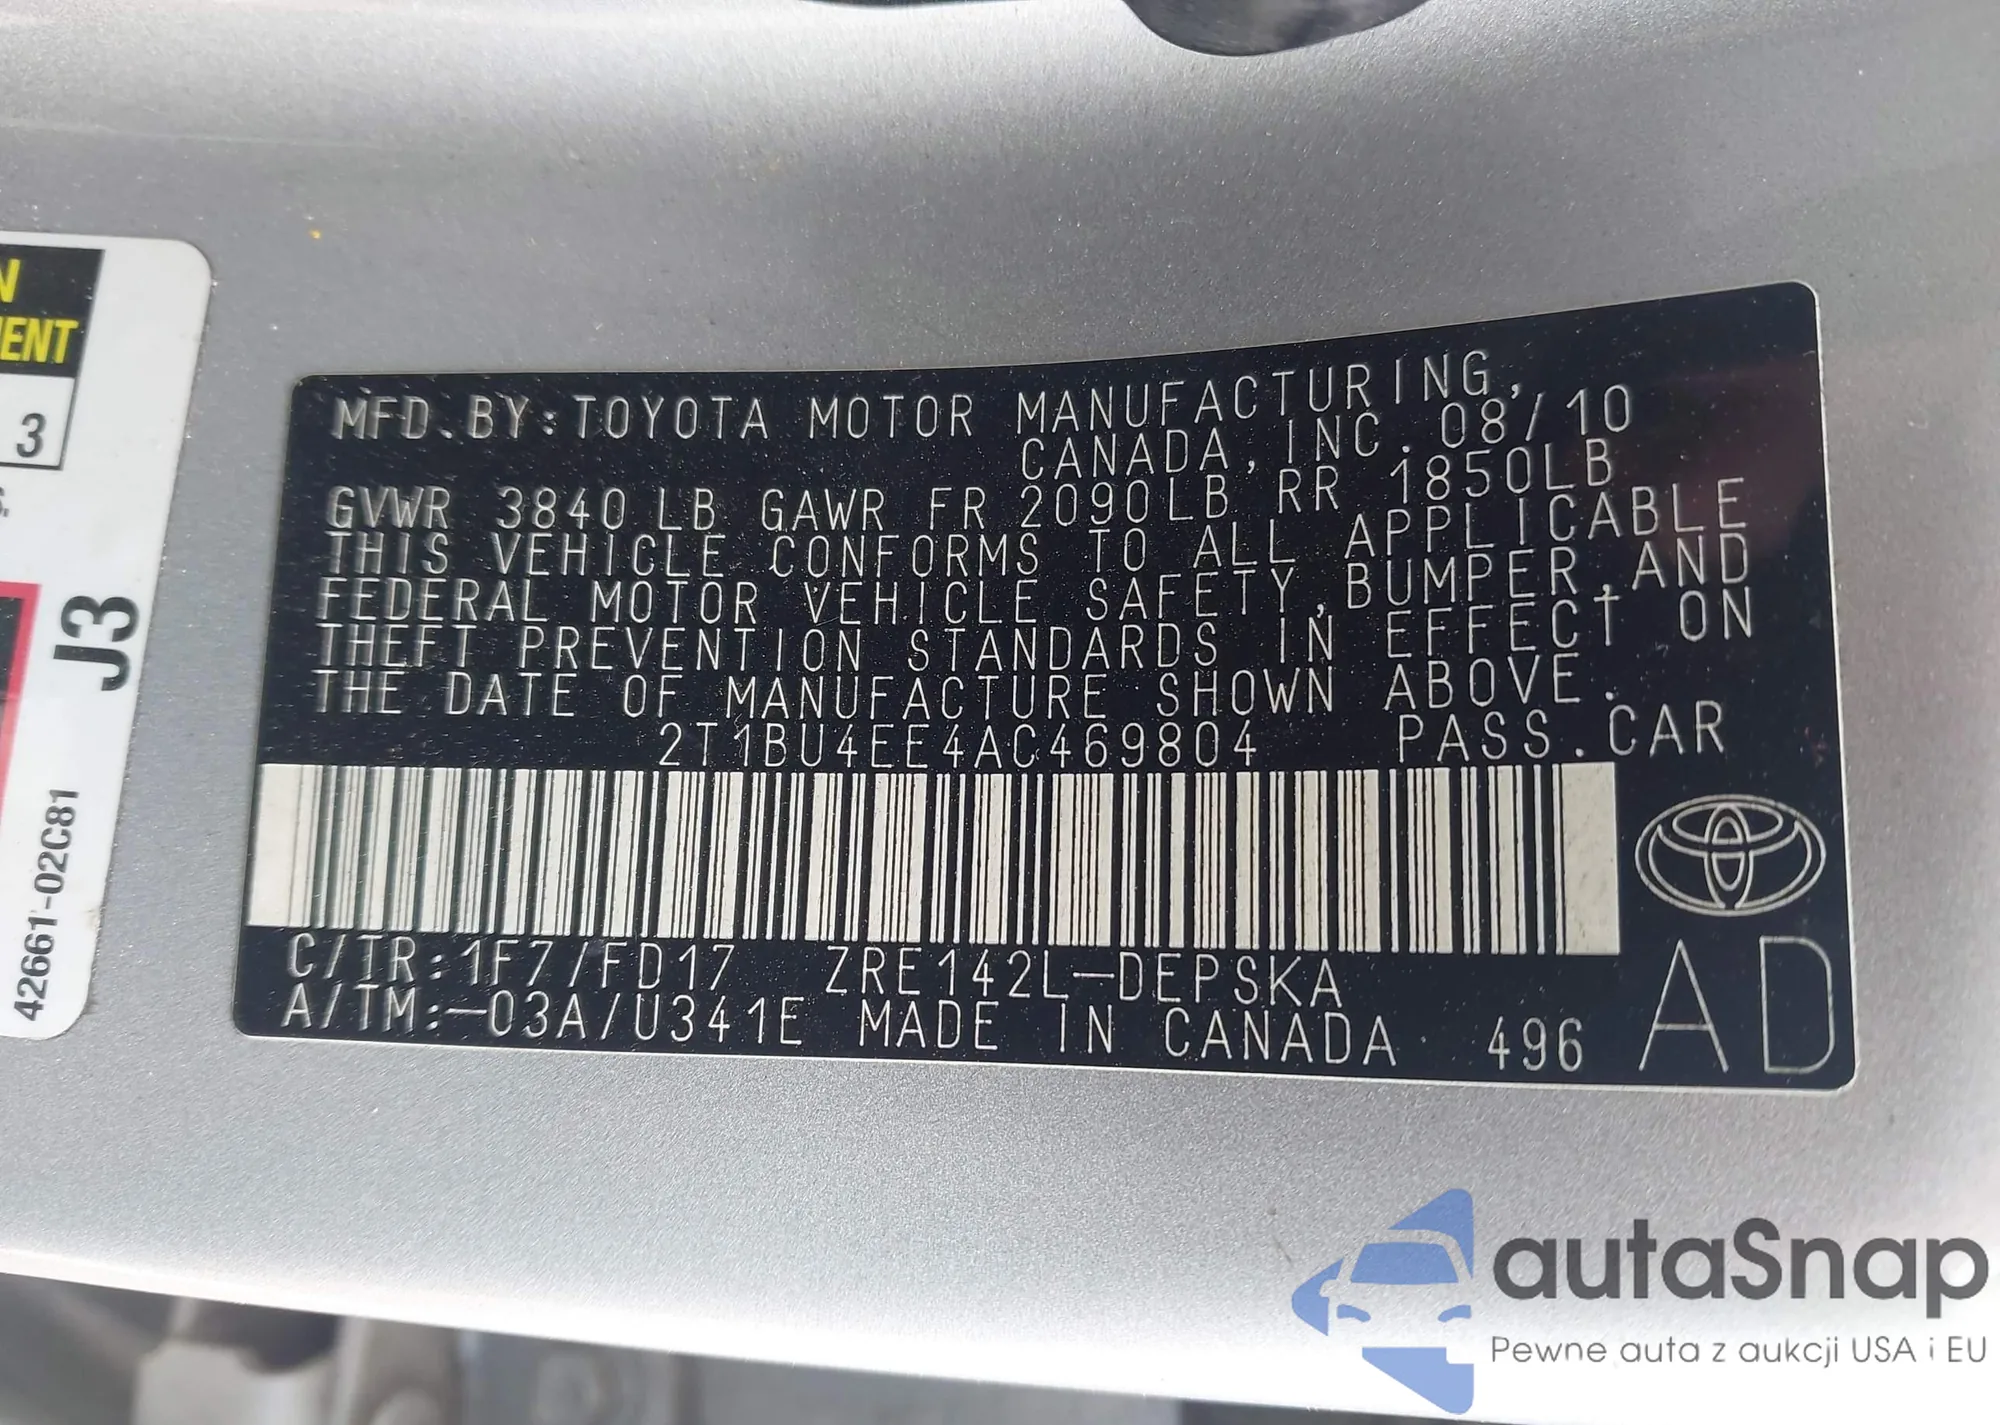 N
MENT
3
J3
42661-02C81
MFD.BY:TOYOTA MOTOR MANUFACTURING,
CANADA,INC.08/10
GVWR 3840LB GAWR FR 2090LB RR 1850LB
THIS VEHICLE CONFORMS TO ALL APPLICABLE
FEDERAL MOTOR VEHICLE SAFETY,BUMPER,AND
THEFT PREVENTION STANDARDS IN EFFECT ON
THE DATE OF MANUFACTURE SHOWN ABOVE.
2T1BU4EE4AC469804 PASS.CAR
C/TR:1F7/FD17 ZRE142L-DEPSKA
A/TM:-03A/U341E MADE IN CANADA 496
AD
autaSnap
Pewne auta z aukcji USA i EU